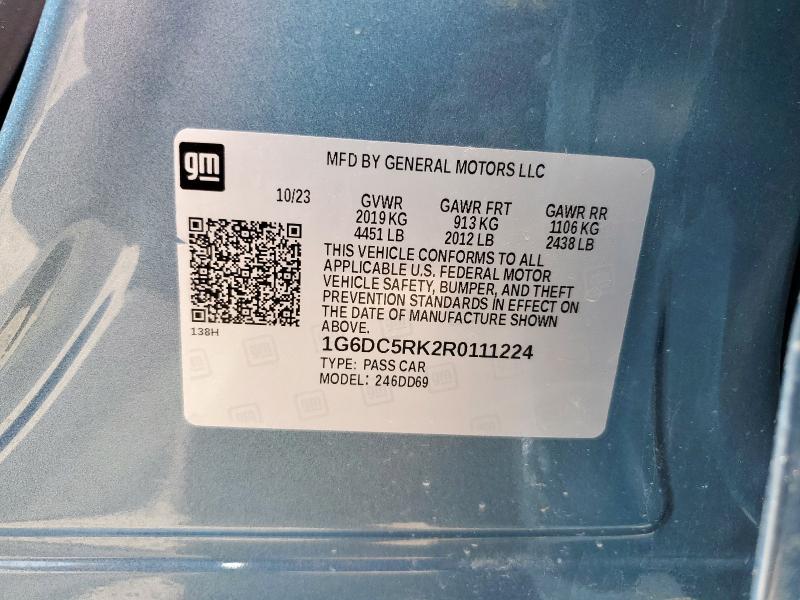 gm
MFD BY GENERAL MOTORS LLC
10/23
GVWR
2019 KG
4451 LB
GAWR FRT
913 KG
2012 LB
GAWR RR
1106 KG
2438 LB
THIS VEHICLE CONFORMS TO ALL
APPLICABLE U.S. FEDERAL MOTOR
VEHICLE SAFETY, BUMPER, AND THEFT
PREVENTION STANDARDS IN EFFECT ON
THE DATE OF MANUFACTURE SHOWN
ABOVE.
138H
1G6DC5RK2R0111224
TYPE: PASS CAR
MODEL: 246DD69